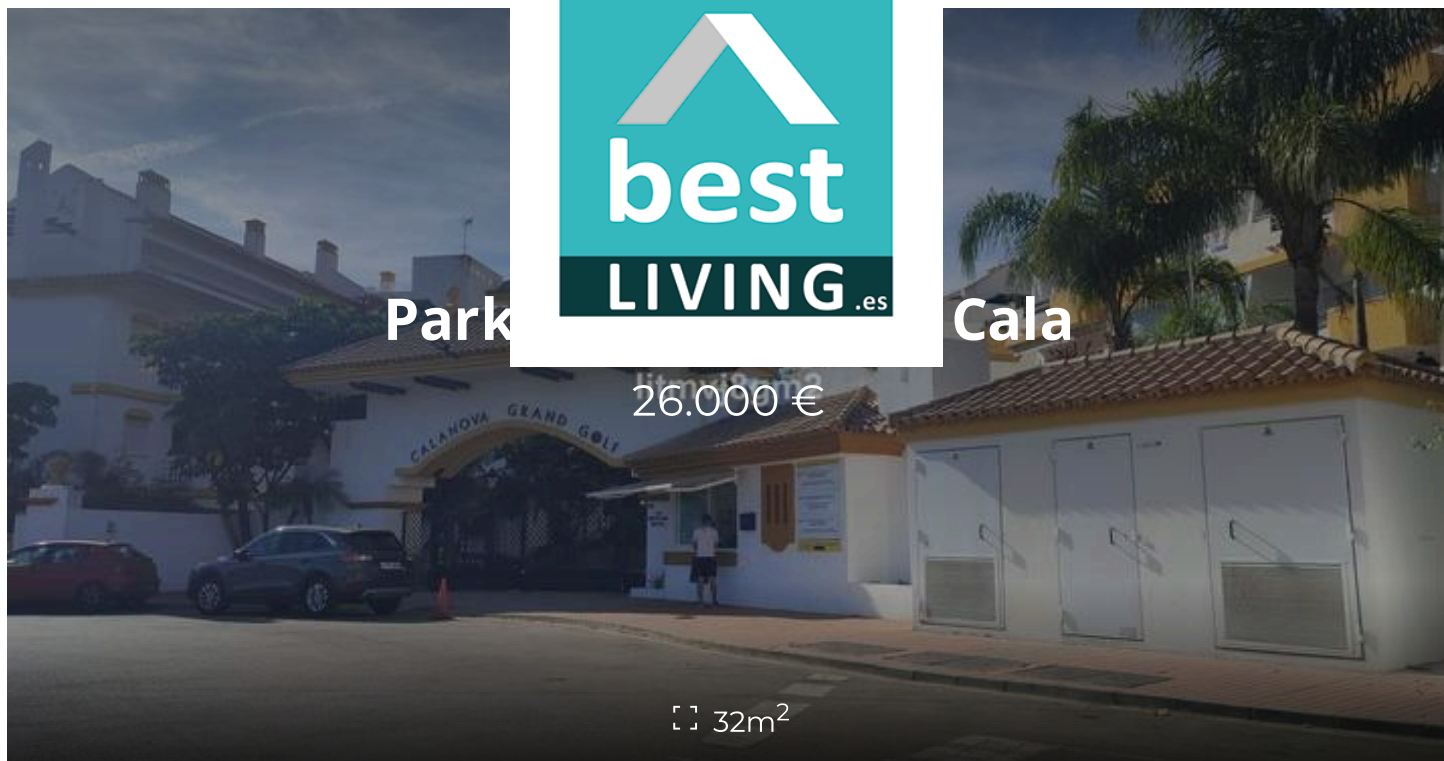 best
LIVING.es
Park
Cala
26.000 €
CALANOVA GRAND GOLF
32m²